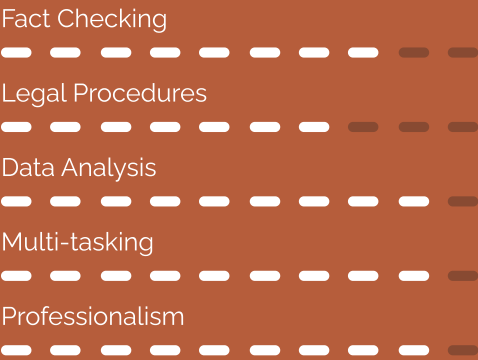 Fact Checking
Legal Procedures
Data Analysis
Multi-tasking
Professionalism